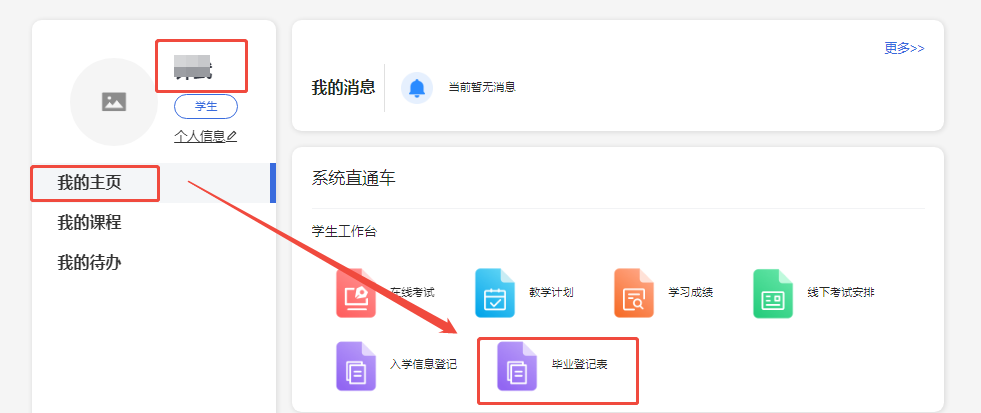 学生
个人信息
我的主页
我的课程
我的待办
更多>>
我的消息
当前暂无消息
系统直通车
学生工作台
在线考试
教学计划
学习成绩
线下考试安排
入学信息登记
毕业登记表